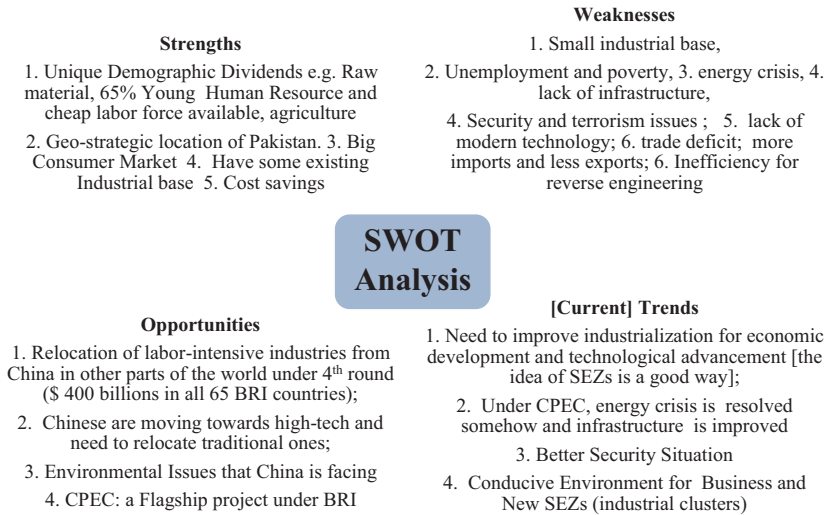 Strengths
1. Unique Demographic Dividends e.g. Raw
material, 65% Young Human Resource and
cheap labor force available, agriculture
2. Geo-strategic location of Pakistan. 3. Big
Consumer Market 4. Have some existing
Industrial base 5. Cost savings
Weaknesses
1. Small industrial base,
2. Unemployment and poverty, 3. energy crisis, 4.
lack of infrastructure,
4. Security and terrorism issues ; 5. lack of
modern technology; 6. trade deficit; more
imports and less exports; 6. Inefficiency for
reverse engineering
SWOT
Analysis
Opportunities
1. Relocation of labor-intensive industries from
China in other parts of the world under 4th round
($ 400 billions in all 65 BRI countries);
2. Chinese are moving towards high-tech and
need to relocate traditional ones;
3. Environmental Issues that China is facing
4. CPEC: a Flagship project under BRI
[Current] Trends
1. Need to improve industrialization for economic
development and technological advancement [the
idea of SEZs is a good way];
2. Under CPEC, energy crisis is resolved
somehow and infrastructure is improved
3. Better Security Situation
4. Conducive Environment for Business and
New SEZs (industrial clusters)